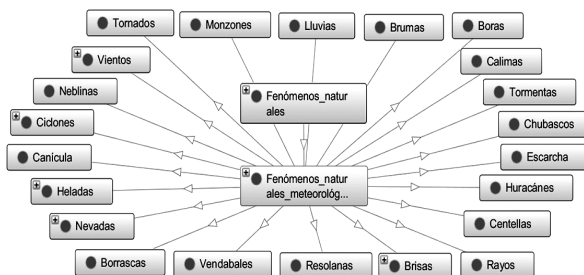 Tornados
Monzones
Lluvias
Brumas
Boras
Vientos
Calimas
Neblinas
Fenómenos_natur
ales
Tormentas
Ciclones
Chubascos
Canícula
Escarcha
Heladas
Fenómenos_natur
ales_meteorológ...
Huracánes
Nevadas
Centellas
Borrascas
Vendabales
Resolanas
Brisas
Rayos